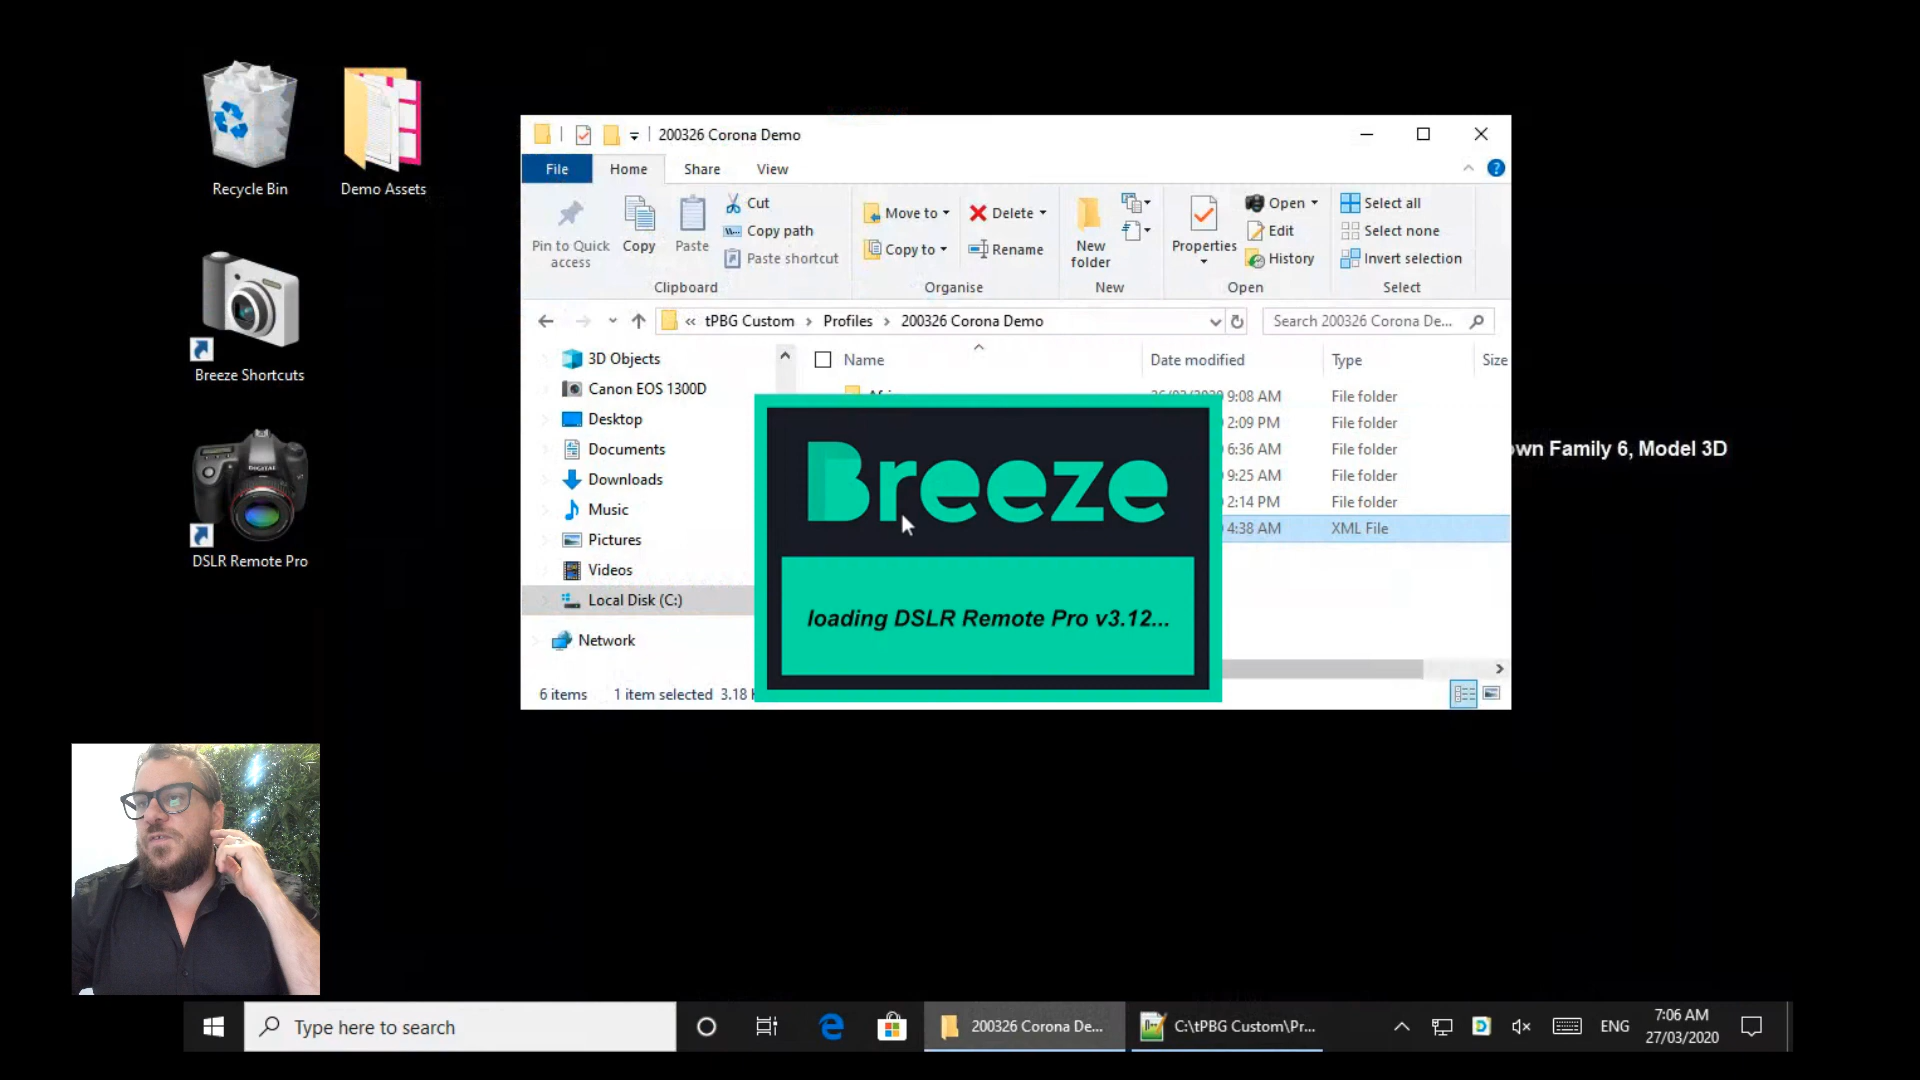 Recycle Bin
Demo Assets
Breeze Shortcuts
DIGITAL
DSLR Remote Pro
200326 Corona Demo
File
Home
Share
View
Pin to Quick access
Copy
Paste
Cut
Copy path
Paste shortcut
Clipboard
Move to
Copy to
Delete
Rename
Organise
New folder
New
Properties
Open
Edit
History
Open
Select all
Select none
Invert selection
Select
« tPBG Custom › Profiles › 200326 Corona Demo
Search 200326 Corona De...
3D Objects
Canon EOS 1300D
Desktop
Documents
Downloads
Music
Pictures
Videos
Local Disk (C:)
Network
Name
Date modified
Type
Size
9:08 AM File folder
2:09 PM File folder
6:36 AM File folder
9:25 AM File folder
2:14 PM File folder
4:38 AM XML File
Breeze
loading DSLR Remote Pro v3.12...
6 items
1 item selected 3.18
Family 6, Model 3D
Type here to search
200326 Corona De...
C:\tPBG Custom\Pr...
ENG
7:06 AM
27/03/2020